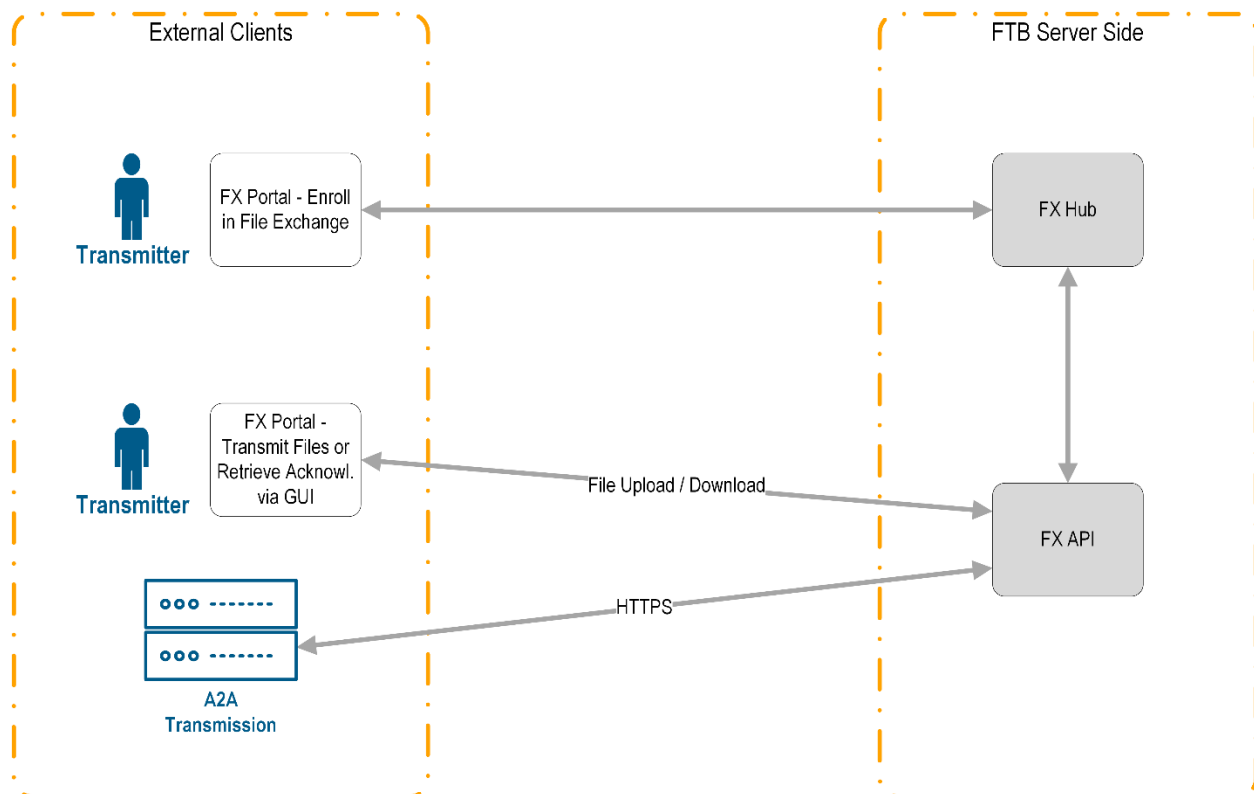 External Clients
FTB Server Side
Transmitter
FX Portal - Enroll
in File Exchange
FX Hub
Transmitter
FX Portal -
Transmit Files or
Retrieve Acknowl.
via GUI
File Upload / Download
FX API
HTTPS
A2A
Transmission